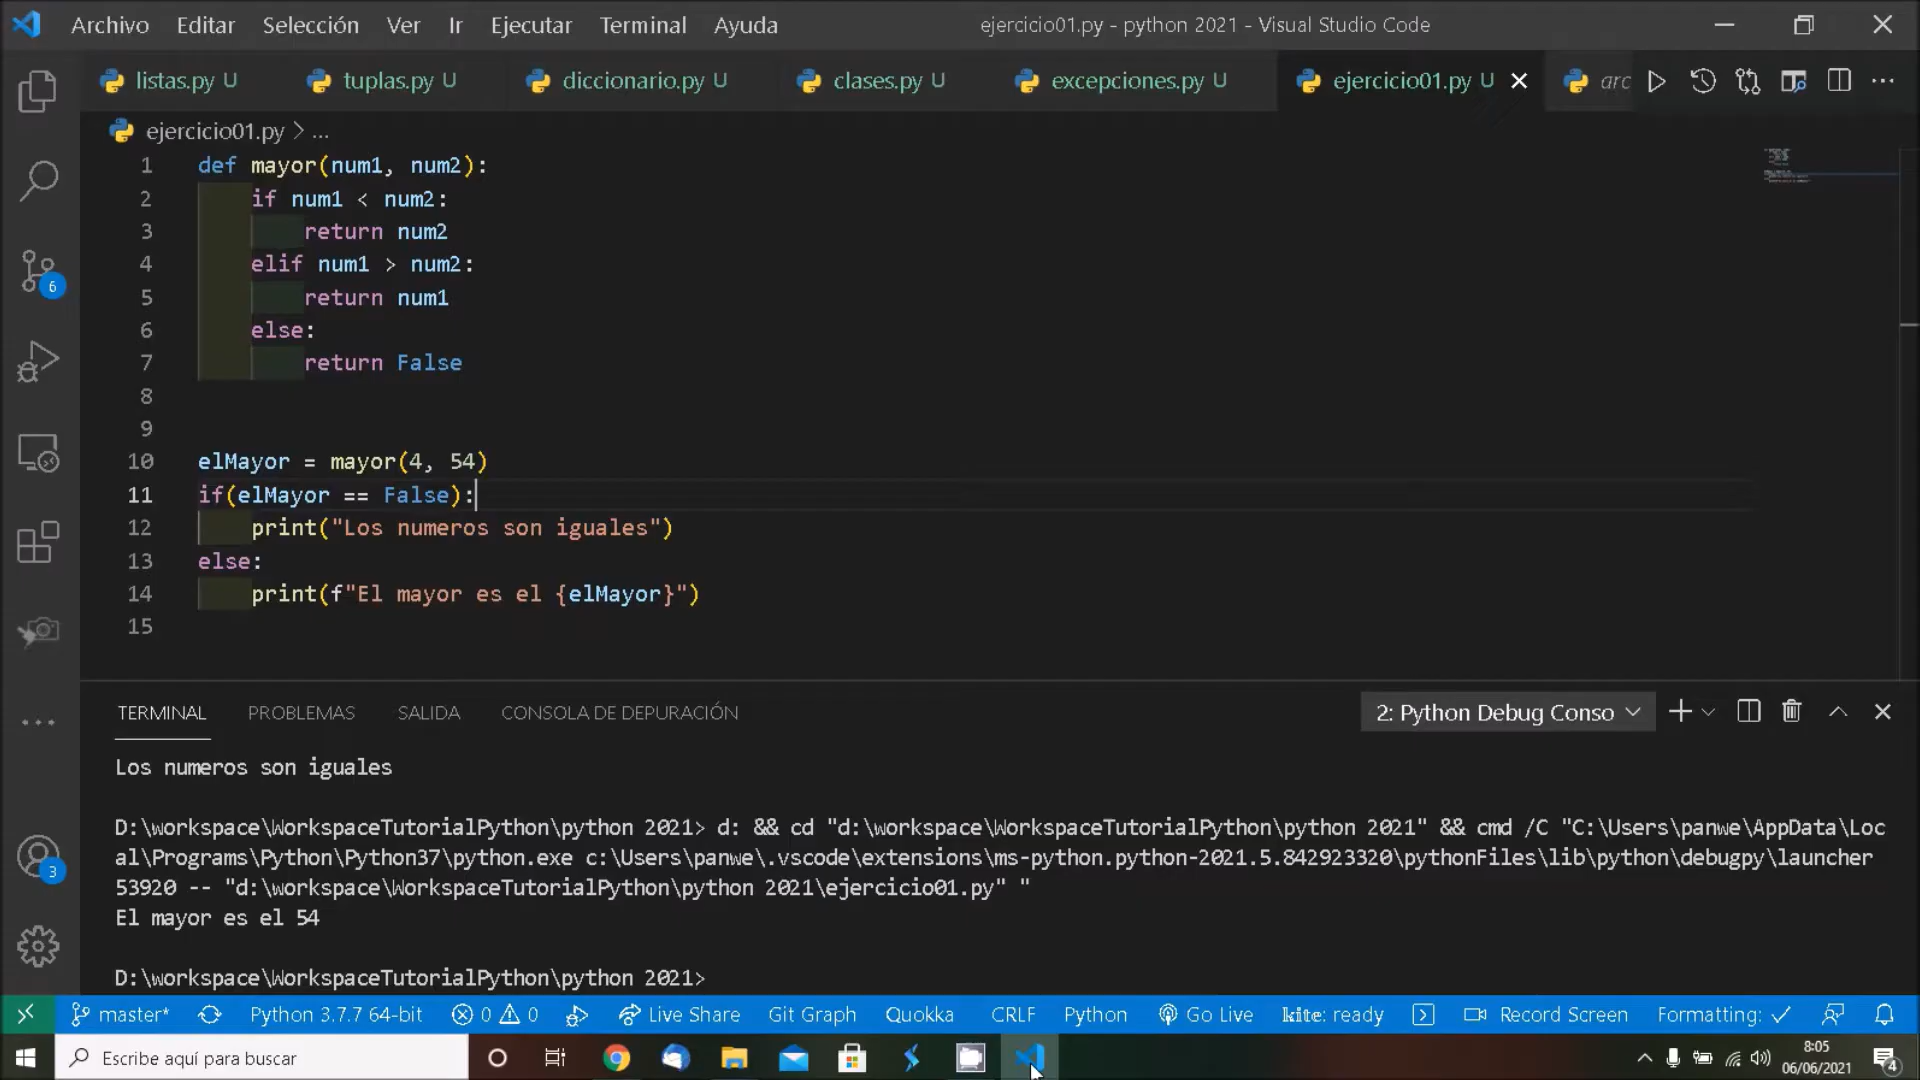 Archivo Editar Selección Ver Ir Ejecutar Terminal Ayuda ejercicio01.py - python 2021 - Visual Studio Code
listas.py U tuplas.py U diccionario.py U clases.py U excepciones.py U ejercicio01.py U arc
ejercicio01.py > ...
1 def mayor(num1, num2):
2 if num1 < num2:
3 return num2
4 elif num1 > num2:
5 return num1
6 else:
7 return False
8
9
10 elMayor = mayor(4, 54)
11 if(elMayor == False):
12 print("Los numeros son iguales")
13 else:
14 print(f"El mayor es el {elMayor}")
15
6
3
TERMINAL PROBLEMAS SALIDA CONSOLA DE DEPURACIÓN 2: Python Debug Conso
Los numeros son iguales
D:\workspace\WorkspaceTutorialPython\python 2021> d: && cd "d:\workspace\WorkspaceTutorialPython\python 2021" && cmd /C "C:\Users\panwe\AppData\Loc
al\Programs\Python\Python37\python.exe c:\Users\panwe\.vscode\extensions\ms-python.python-2021.5.842923320\pythonFiles\lib\python\debugpy\launcher
53920 -- "d:\workspace\WorkspaceTutorialPython\python 2021\ejercicio01.py" "
El mayor es el 54
D:\workspace\WorkspaceTutorialPython\python 2021>
master* Python 3.7.7 64-bit 0 0 Live Share Git Graph Quokka CRLF Python Go Live kite: ready Record Screen Formatting: ✓
Escribe aquí para buscar
8:05
06/06/2021
4